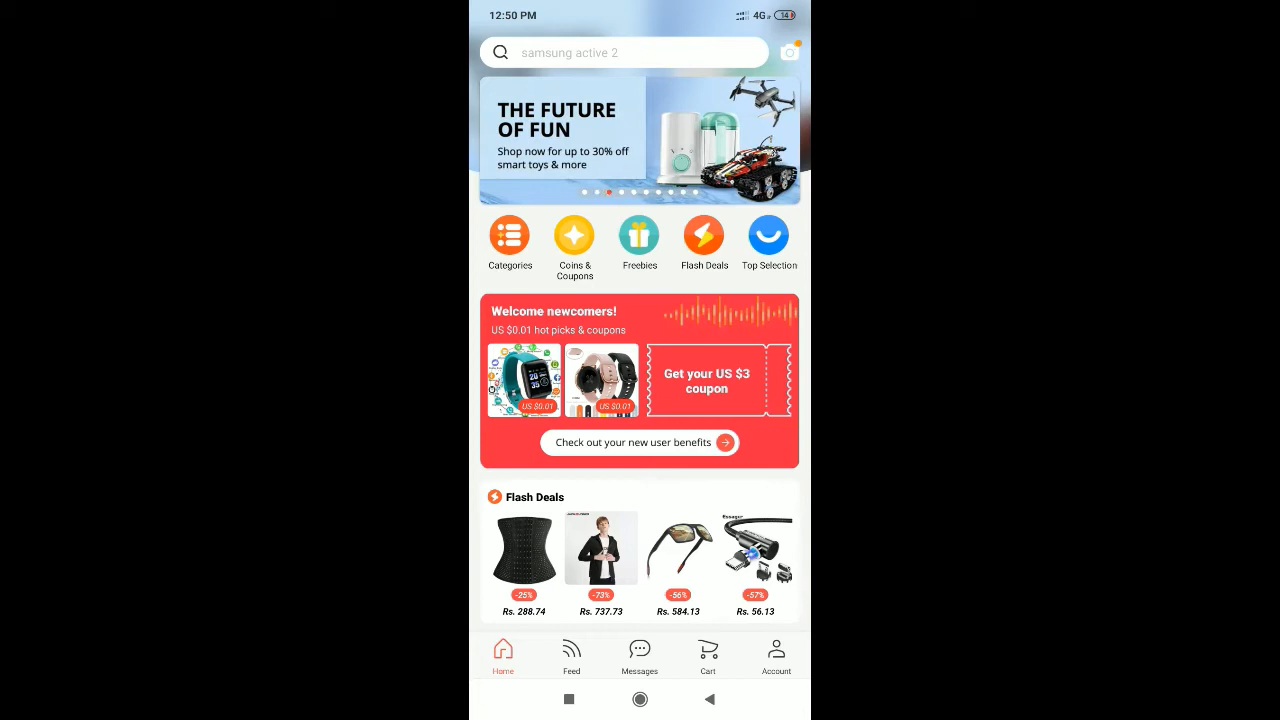 12:50 PM
4G
14
samsung active 2
THE FUTURE
OF FUN
Shop now for up to 30% off
smart toys & more
Categories
Coins &
Coupons
Freebies
Flash Deals
Top Selection
Welcome newcomers!
US $0.01 hot picks & coupons
US $0.01
US $0.01
Get your US $3
coupon
Check out your new user benefits
Flash Deals
Essager
-25%
-73%
-56%
-57%
Rs. 288.74
Rs. 737.73
Rs. 584.13
Rs. 56.13
Home
Feed
Messages
Cart
Account